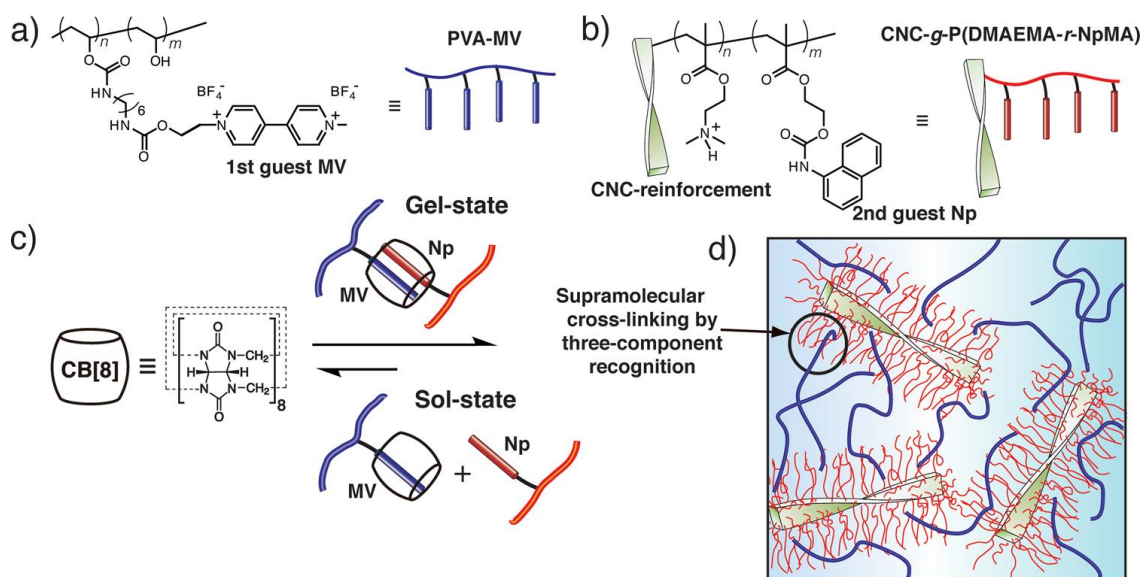 a)
n
m
OH
O
O
HN
6
HN
O
O
BF₄⁻
BF₄⁻
N
+
N
+
1st guest MV
PVA-MV
≡
b)
n
m
O
O
O
O
N
+
H
O
O
HN
CNC-reinforcement
2nd guest Np
CNC-g-P(DMAEMA-r-NpMA)
≡
c)
Gel-state
Np
MV
CB[8]
≡
O
N N CH₂
H H
N N CH₂
O
8
Sol-state
Np
MV
+
d)
Supramolecular
cross-linking by
three-component
recognition